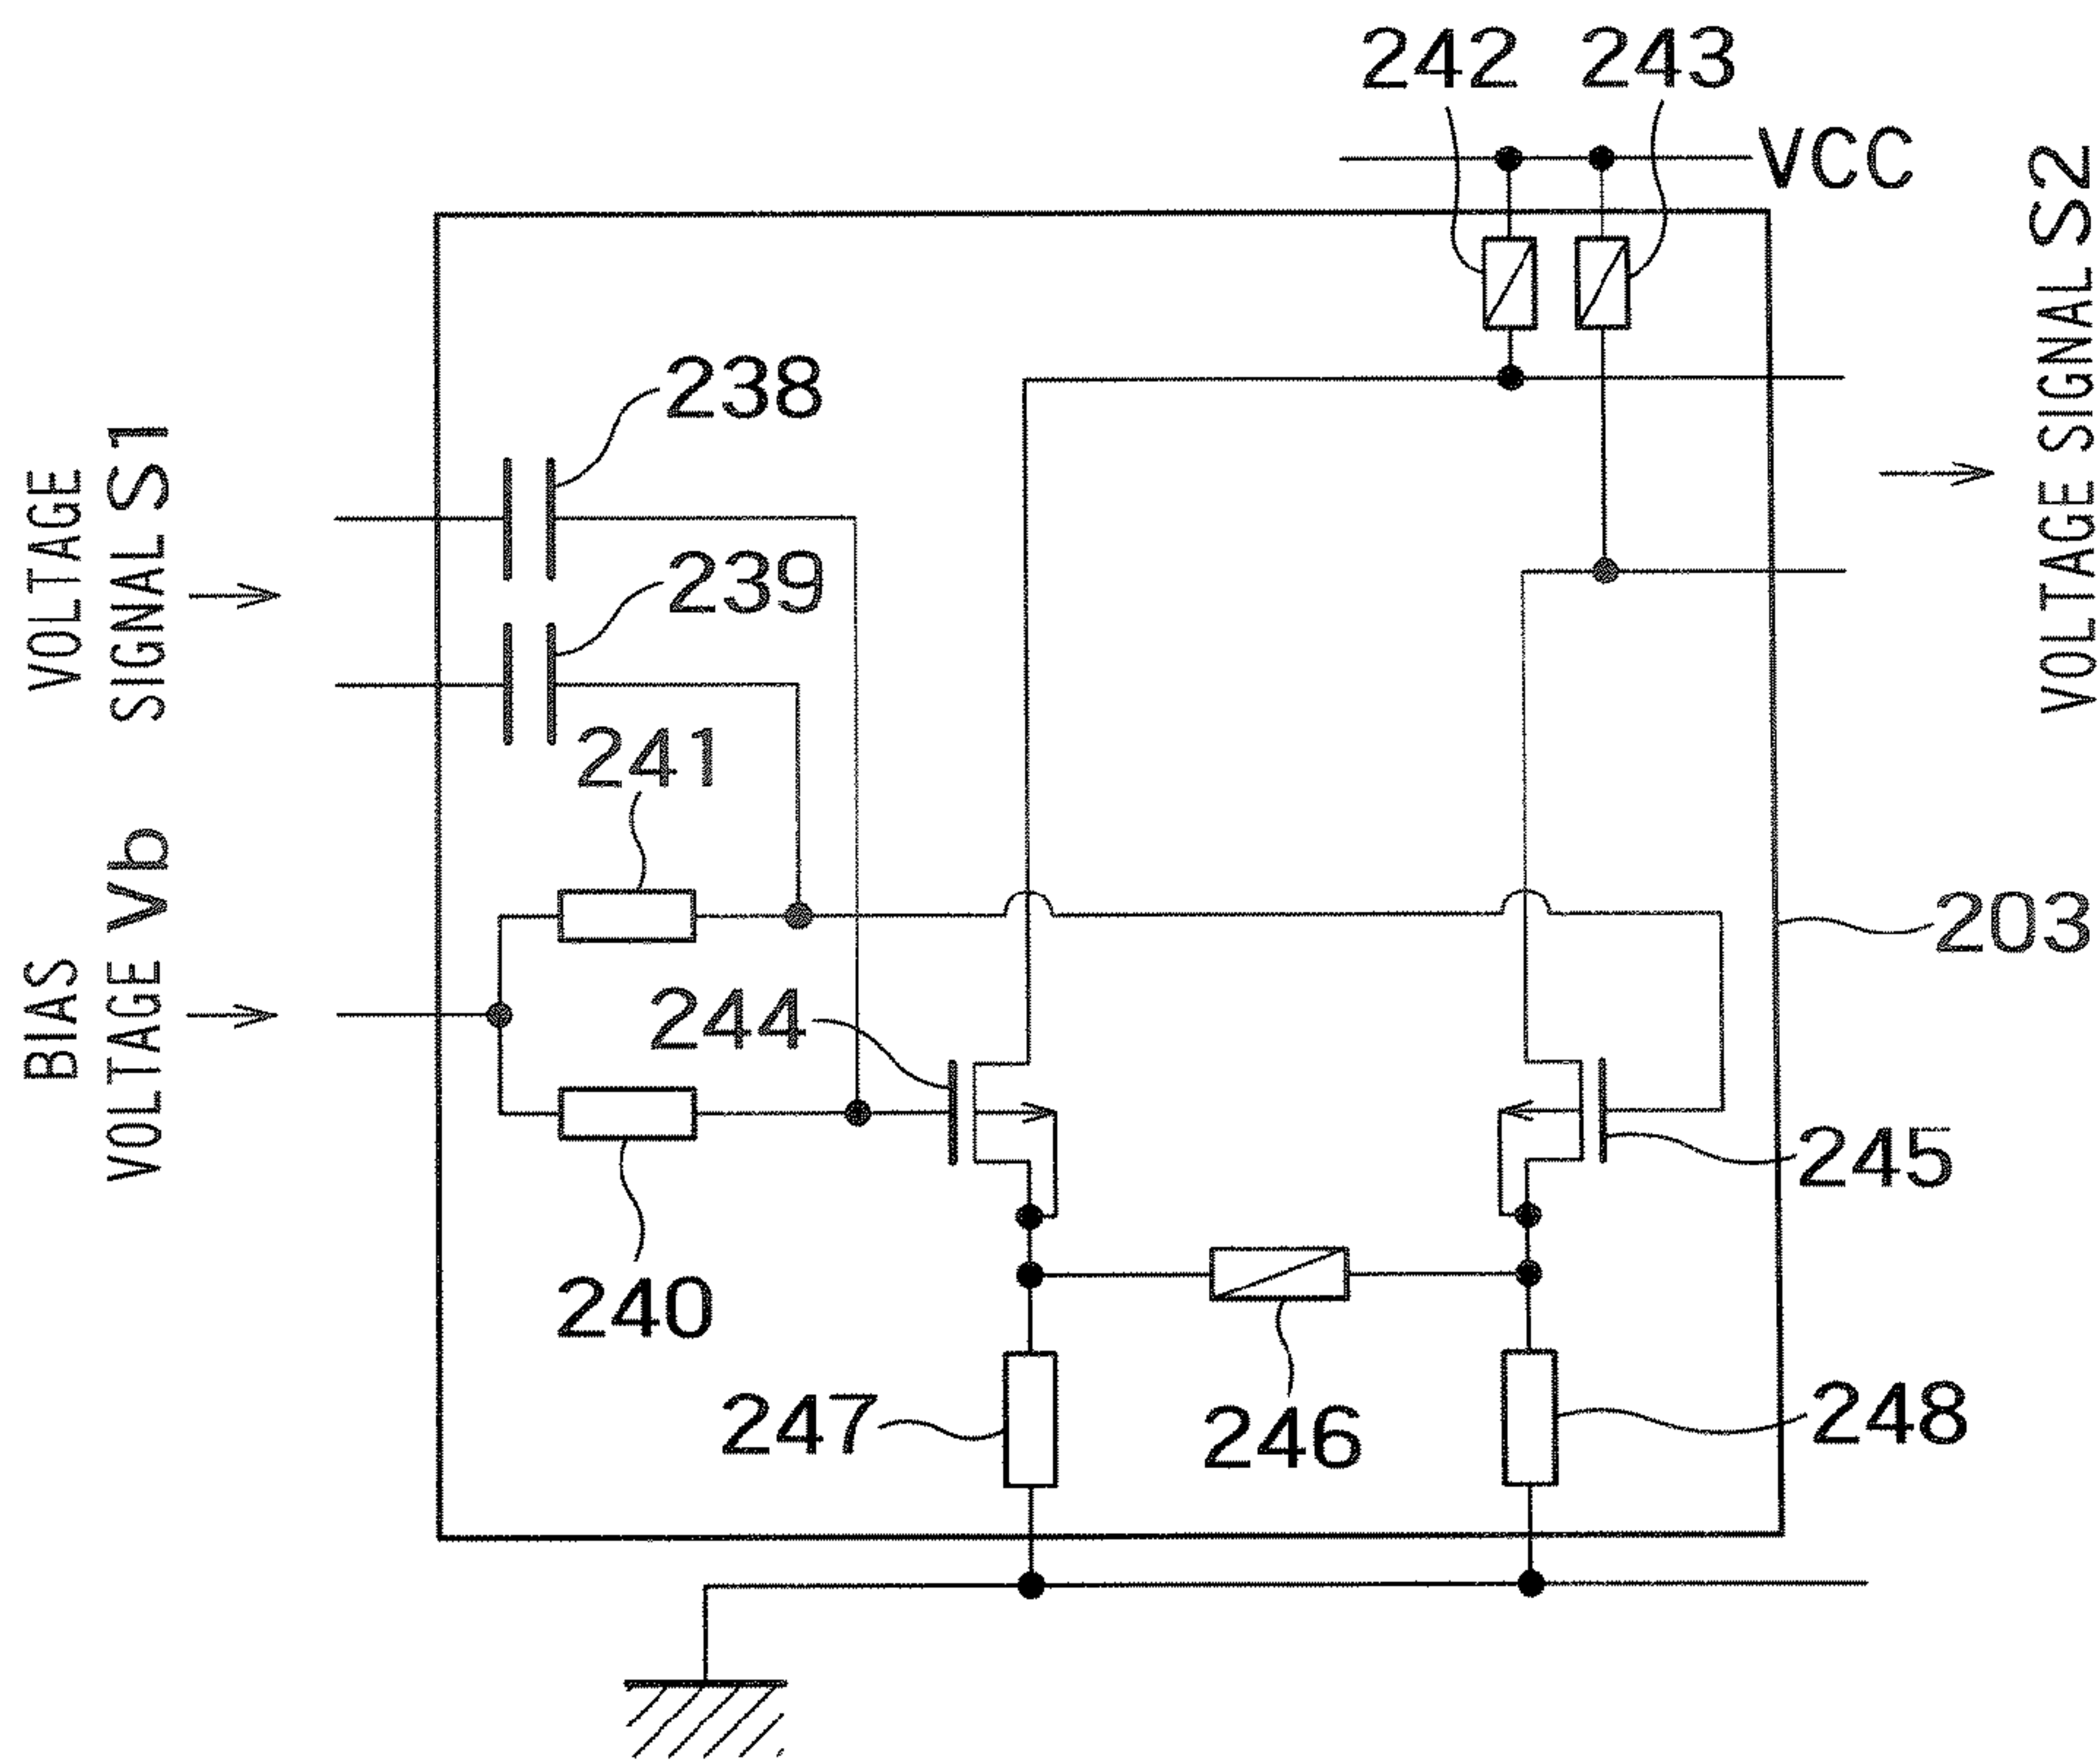 242
243
VCC
VOLTAGE SIGNAL S2
238
VOLTAGE
SIGNAL S1
239
241
BIAS
VOLTAGE Vb
203
244
245
240
247
246
248